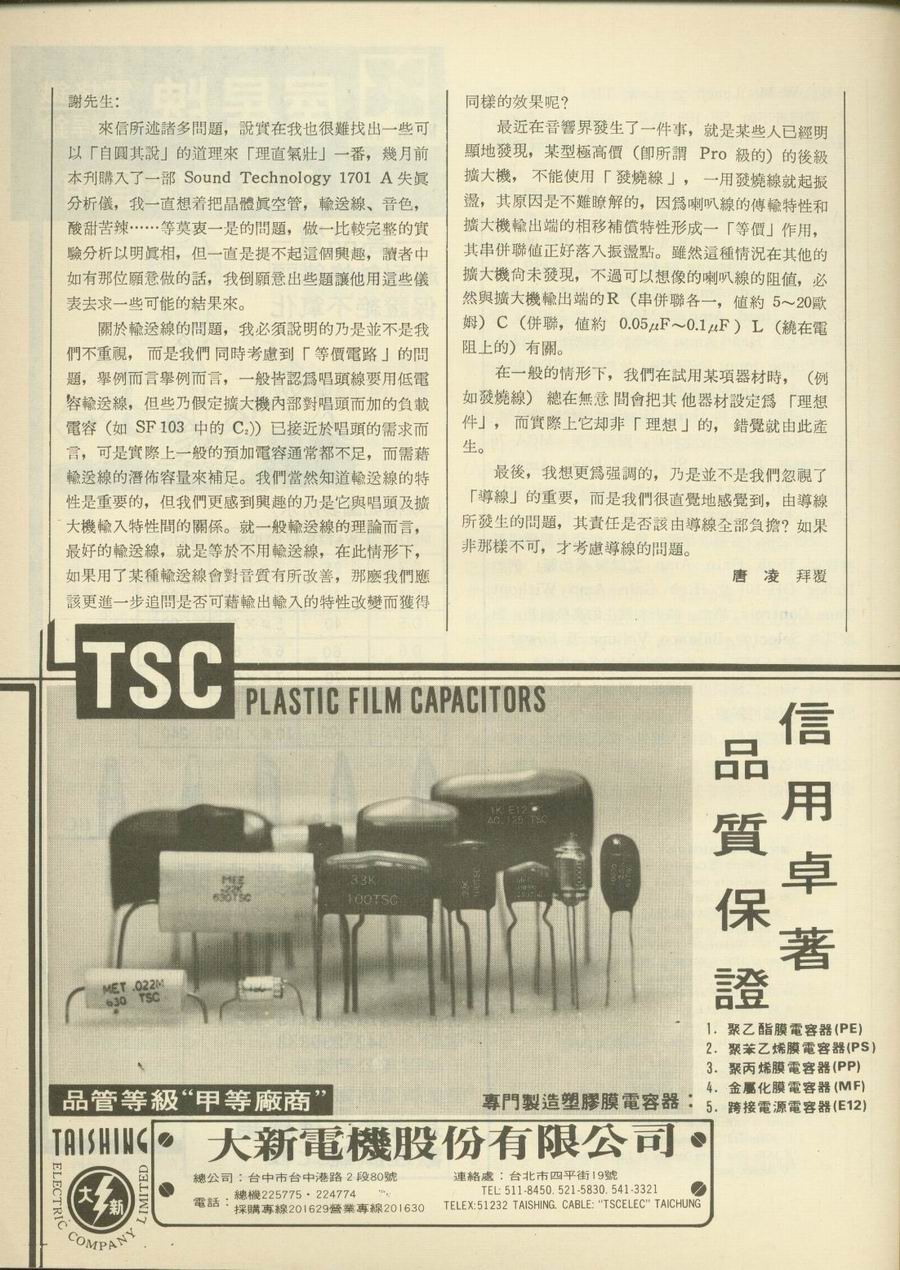 謝先生：
來信所述諸多問題，說實在我也很難找出一些可
以「自圓其說」的道理來「理直氣壯」一番，幾月前
本刋購入了一部 Sound Technology 1701 A 失眞
分析儀，我一直想着把晶體眞空管，輸送線、音色，
酸甜苦辣……等莫衷一是的問題，做一比較完整的實
驗分析以明眞相，但一直是提不起這個興趣，讀者中
如有那位願意做的話，我倒願意出些題讓他用這些儀
表去求一些可能的結果來。
關於輸送線的問題，我必須說明的乃是並不是我
們不重視，而是我們同時考慮到「等價電路」的問
題，舉例而言舉例而言，一般皆認爲唱頭線要用低電
容輸送線，但些乃假定擴大機內部對唱頭而加的負載
電容（如 SF 103 中的 C₂)）已接近於唱頭的需求而
言，可是實際上一般的預加電容通常都不足，而需藉
輸送線的潛佈容量來補足。我們當然知道輸送線的特
性是重要的，但我們更感到興趣的乃是它與唱頭及擴
大機輸入特性間的關係。就一般輸送線的理論而言，
最好的輸送線，就是等於不用輸送線，在此情形下，
如果用了某種輸送線會對音質有所改善，那麽我們應
該更進一步追問是否可藉輸出輸入的特性改變而獲得
同樣的效果呢？
最近在音響界發生了一件事，就是某些人已經明
顯地發現，某型極高價（卽所謂 Pro 級的）的後級
擴大機，不能使用「發燒線」，一用發燒線就起振
盪，其原因是不難瞭解的，因爲喇叭線的傳輸特性和
擴大機輸出端的相移補償特性形成一「等價」作用，
其串併聯値正好落入振盪點。雖然這種情況在其他的
擴大機尙未發現，不過可以想像的喇叭線的阻値，必
然與擴大機輸出端的R（串併聯各一，値約 5～20歐
姆）C（併聯，値約 0.05μF～0.1μF）L（繞在電
阻上的）有關。
在一般的情形下，我們在試用某項器材時，（例
如發燒線）總在無意間會把其他器材設定爲「理想
件」，而實際上它却非「理想」的，錯覺就由此產
生。
最後，我想更爲强調的，乃是並不是我們忽視了
「導線」的重要，而是我們很直覺地感覺到，由導線
所發生的問題，其責任是否該由導線全部負擔？如果
非那樣不可，才考慮導線的問題。
唐 凌 拜覆
TSC
PLASTIC FILM CAPACITORS
信用卓著
品質保證
1K E12
AC.125 TSC
MFE
.22K
630TSC
33K
100TSC
MET .022M
630 TSC
1. 聚乙酯膜電容器(PE)
2. 聚苯乙烯膜電容器(PS)
3. 聚丙烯膜電容器(PP)
4. 金屬化膜電容器(MF)
5. 跨接電源電容器(E12)
品管等級“甲等廠商”
專門製造塑膠膜電容器：
TAISHING
ELECTRIC COMPANY LIMITED
大新
大新電機股份有限公司
總公司：台中市台中港路２段80號
電話：總機225775・224774
採購專線201629營業專線201630
連絡處：台北市四平街19號
TEL: 511-8450. 521-5830. 541-3321
TELEX:51232 TAISHING. CABLE: "TSCELEC" TAICHUNG